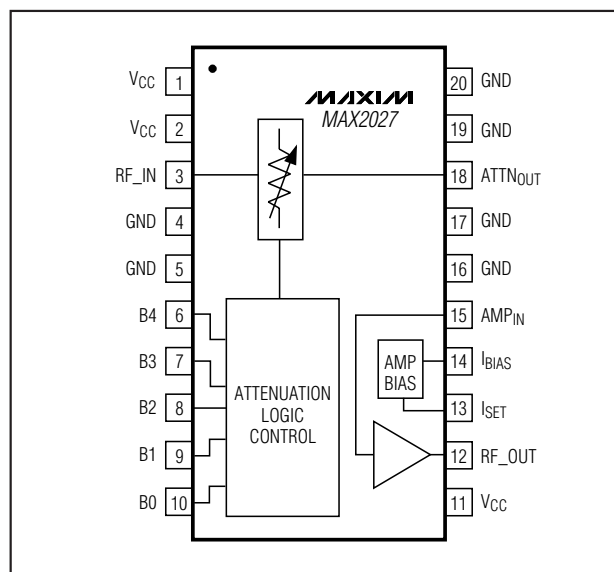 MAXIM
MAX2027
VCC 1
VCC 2
RF_IN 3
GND 4
GND 5
B4 6
B3 7
B2 8
B1 9
B0 10
ATTENUATION
LOGIC
CONTROL
AMP
BIAS
20 GND
19 GND
18 ATTNOUT
17 GND
16 GND
15 AMPIN
14 IBIAS
13 ISET
12 RF_OUT
11 VCC